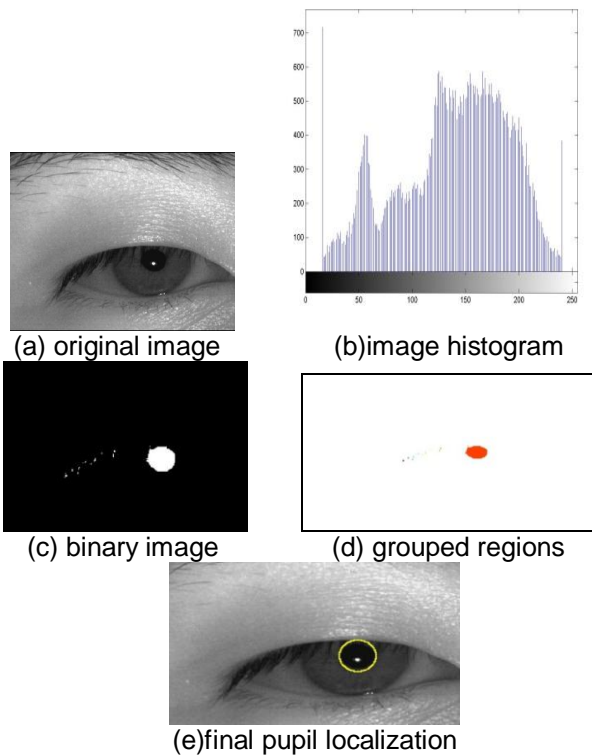 700
600
500
400
300
200
100
0
0 50 100 150 200 250
(a) original image (b)image histogram
(c) binary image (d) grouped regions
(e)final pupil localization